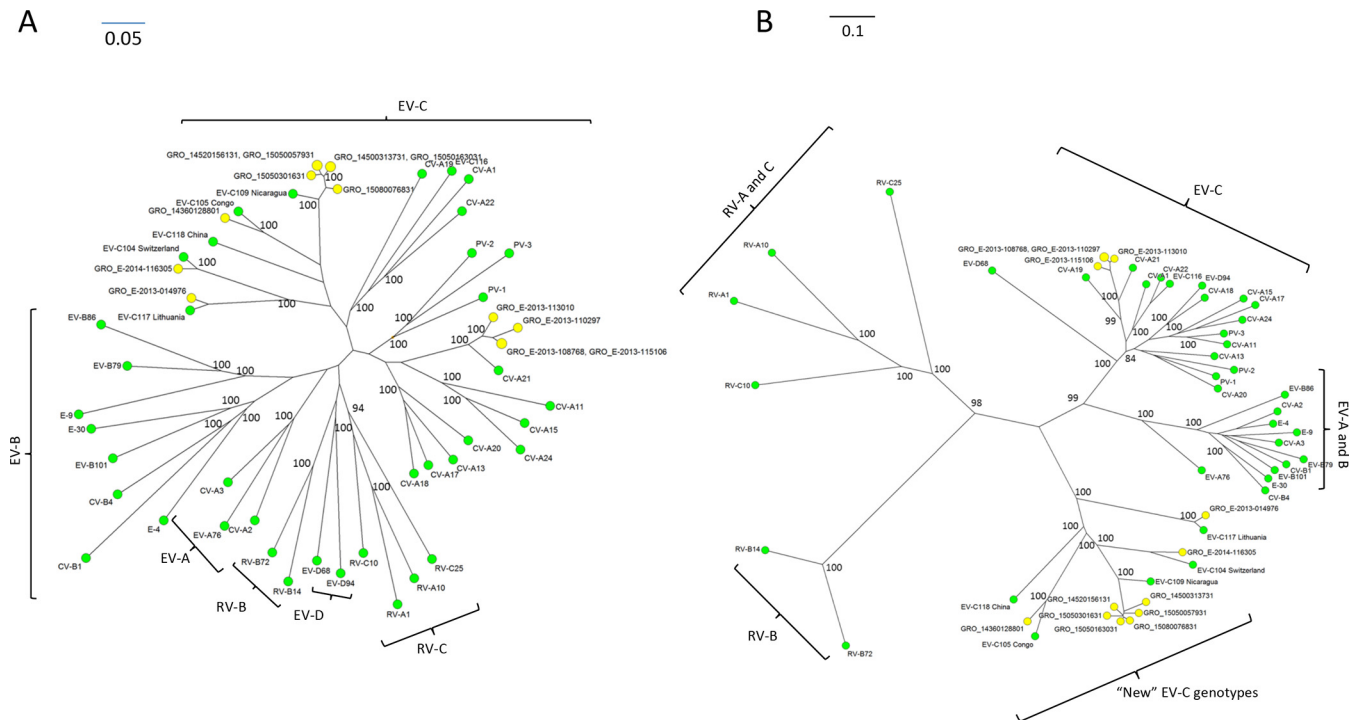 A
0.05
EV-C
GRO_14520156131, GRO_15050057931
GRO_14500313731, GRO_15050163031
CV-A19
EV-C116
CV-A1
GRO_15050301631
100
GRO_15080076831
EV-C109 Nicaragua
100
EV-C105 Congo
GRO_14360128801
100
CV-A22
EV-C118 China
EV-C104 Switzerland
100
GRO_E-2014-116305
PV-2
PV-3
100
GRO_E-2013-014976
100
EV-C117 Lithuania
100
PV-1
GRO_E-2013-113010
100
GRO_E-2013-110297
100
100
GRO_E-2013-108768, GRO_E-2013-115106
EV-B86
EV-B79
100
100
CV-A21
100
100
E-9
E-30
100
100
94
CV-A11
CV-A15
CV-A24
100
EV-B101
CV-B4
CV-A20
CV-A13
CV-A17
CV-A18
100
100
CV-A3
100
100
E-4
EV-A76
CV-A2
CV-B1
RV-B72
RV-B14
EV-D68
EV-D94
RV-C10
RV-C25
RV-A10
RV-A1
EV-B
EV-A
RV-B
EV-D
RV-C
B
0.1
RV-A and C
EV-C
RV-C25
RV-A10
RV-A1
RV-C10
100
100
100
98
RV-B14
100
RV-B72
RV-B
EV-D68
GRO_E-2013-108768, GRO_E-2013-110297
GRO_E-2013-113010
GRO_E-2013-115106
CV-A21
CV-A19
CV-A22
CV-A1
EV-C116
EV-D94
CV-A18
CV-A15
CV-A17
100
CV-A24
99
100
100
PV-3
100
CV-A11
84
CV-A13
100
PV-2
PV-1
CV-A20
99
EV-B86
CV-A2
E-4
100
100
E-9
CV-A3
100
EV-B79
CV-B1
EV-B101
E-30
CV-B4
EV-A76
EV-A and B
100
GRO_E-2013-014976
100
EV-C117 Lithuania
100
100
100
GRO_E-2014-116305
EV-C104 Switzerland
100
EV-C109 Nicaragua
100
EV-C118 China
GRO_14520156131
GRO_14500313731
GRO_15050301631
GRO_15050057931
GRO_14360128801
GRO_15050163031
GRO_15080076831
EV-C105 Congo
"New" EV-C genotypes